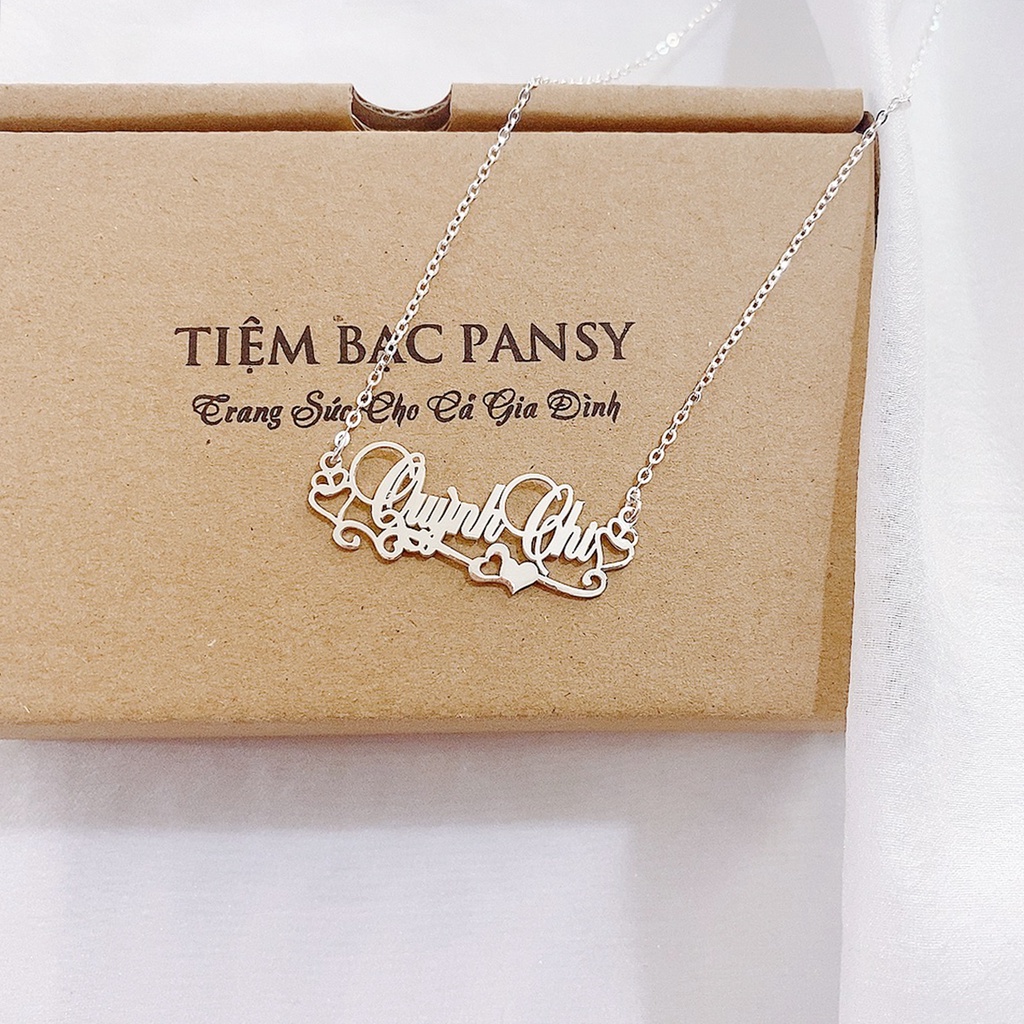 TIỆM BẠC PANSY
Trang Sức Cho Cả Gia Đình
Quỳnh Chi